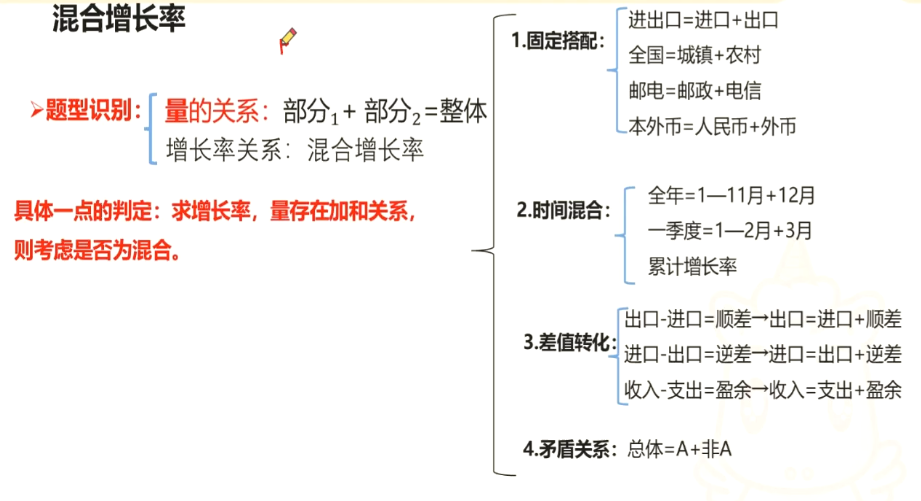 混合增长率
➢题型识别：
量的关系：部分₁+ 部分₂=整体
增长率关系：混合增长率
具体一点的判定：求增长率，量存在加和关系，
则考虑是否为混合。
1.固定搭配：
进出口=进口+出口
全国=城镇+农村
邮电=邮政+电信
本外币=人民币+外币
2.时间混合：
全年=1—11月+12月
一季度=1—2月+3月
累计增长率
3.差值转化：
出口-进口=顺差→出口=进口+顺差
进口-出口=逆差→进口=出口+逆差
收入-支出=盈余→收入=支出+盈余
4.矛盾关系：总体=A+非A